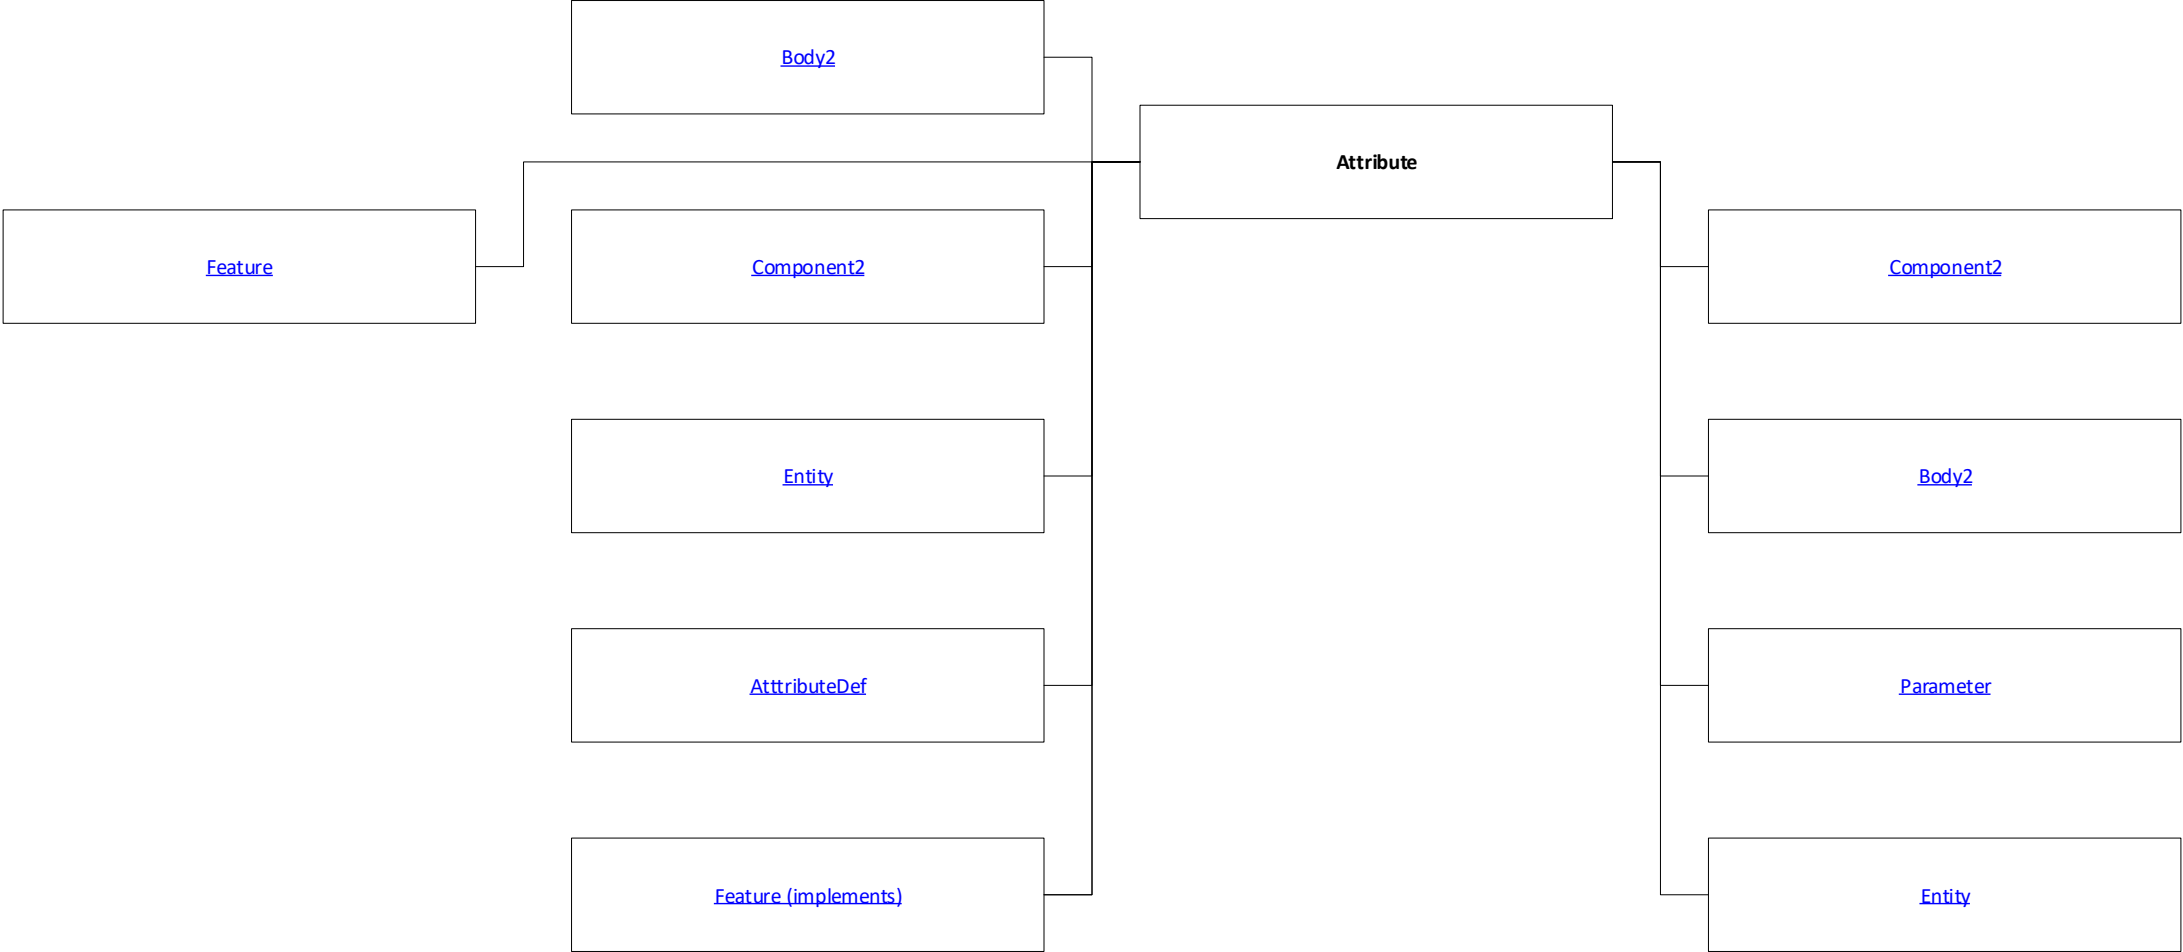 Body2
Attribute
Feature
Component2
Component2
Entity
Body2
AtttributeDef
Parameter
Feature (implements)
Entity